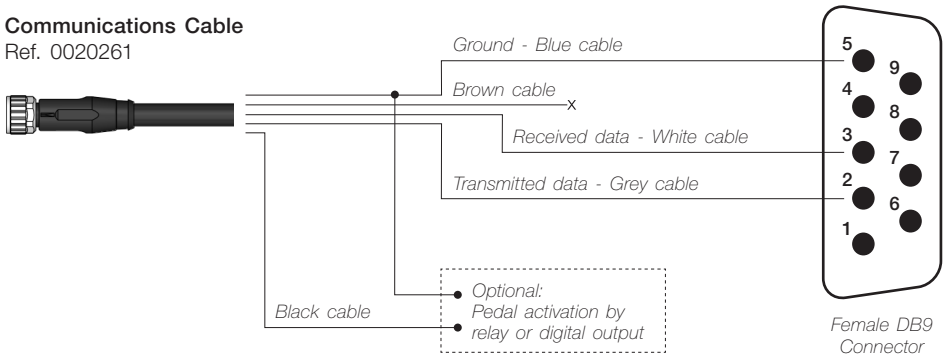 Communications Cable
Ref. 0020261
Ground - Blue cable
Brown cable
X
Received data - White cable
Transmitted data - Grey cable
Black cable
Optional:
Pedal activation by
relay or digital output
5
9
4
8
3
7
2
6
1
Female DB9
Connector